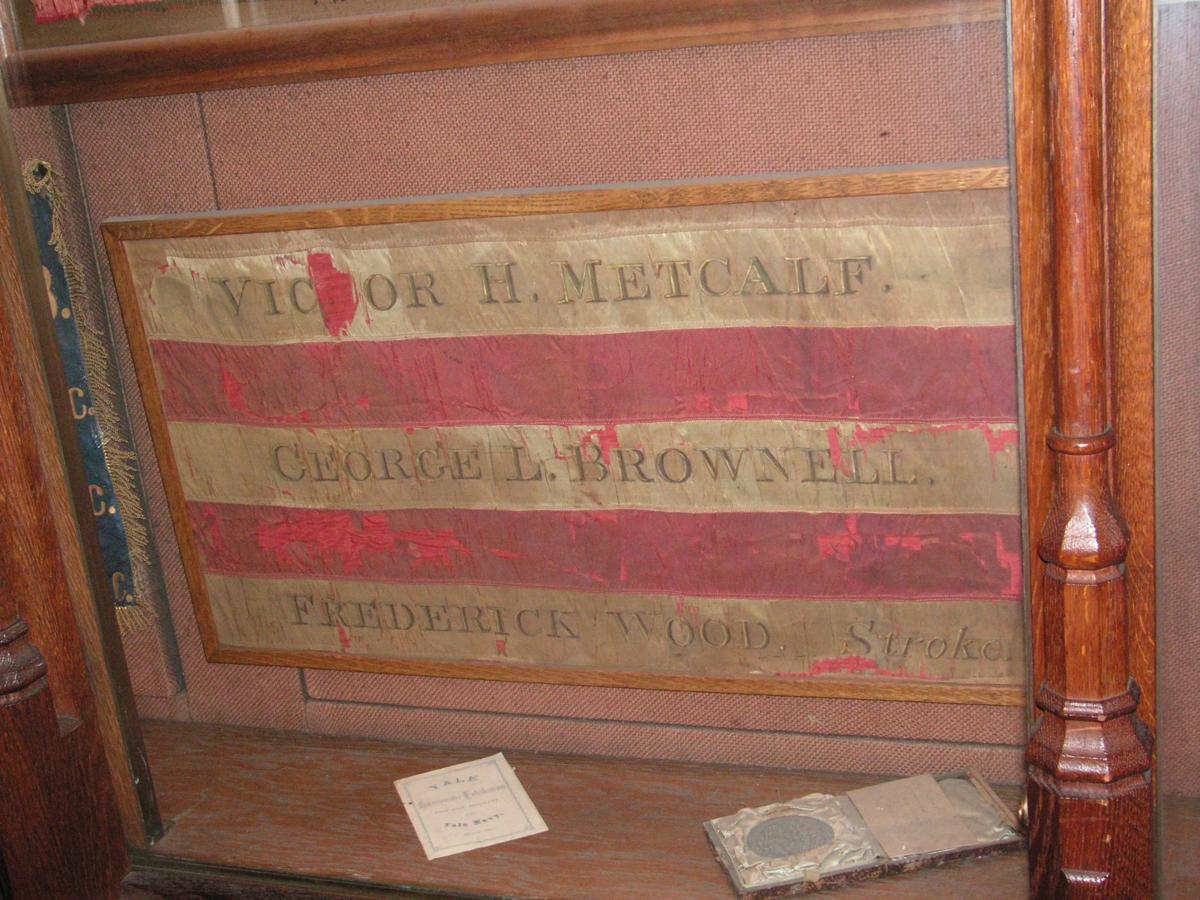 VICTOR H. METCALF.
GEORGE L. BROWNELL.
FREDERICK WOOD. Stroke.
C.
C.
C.
YALE